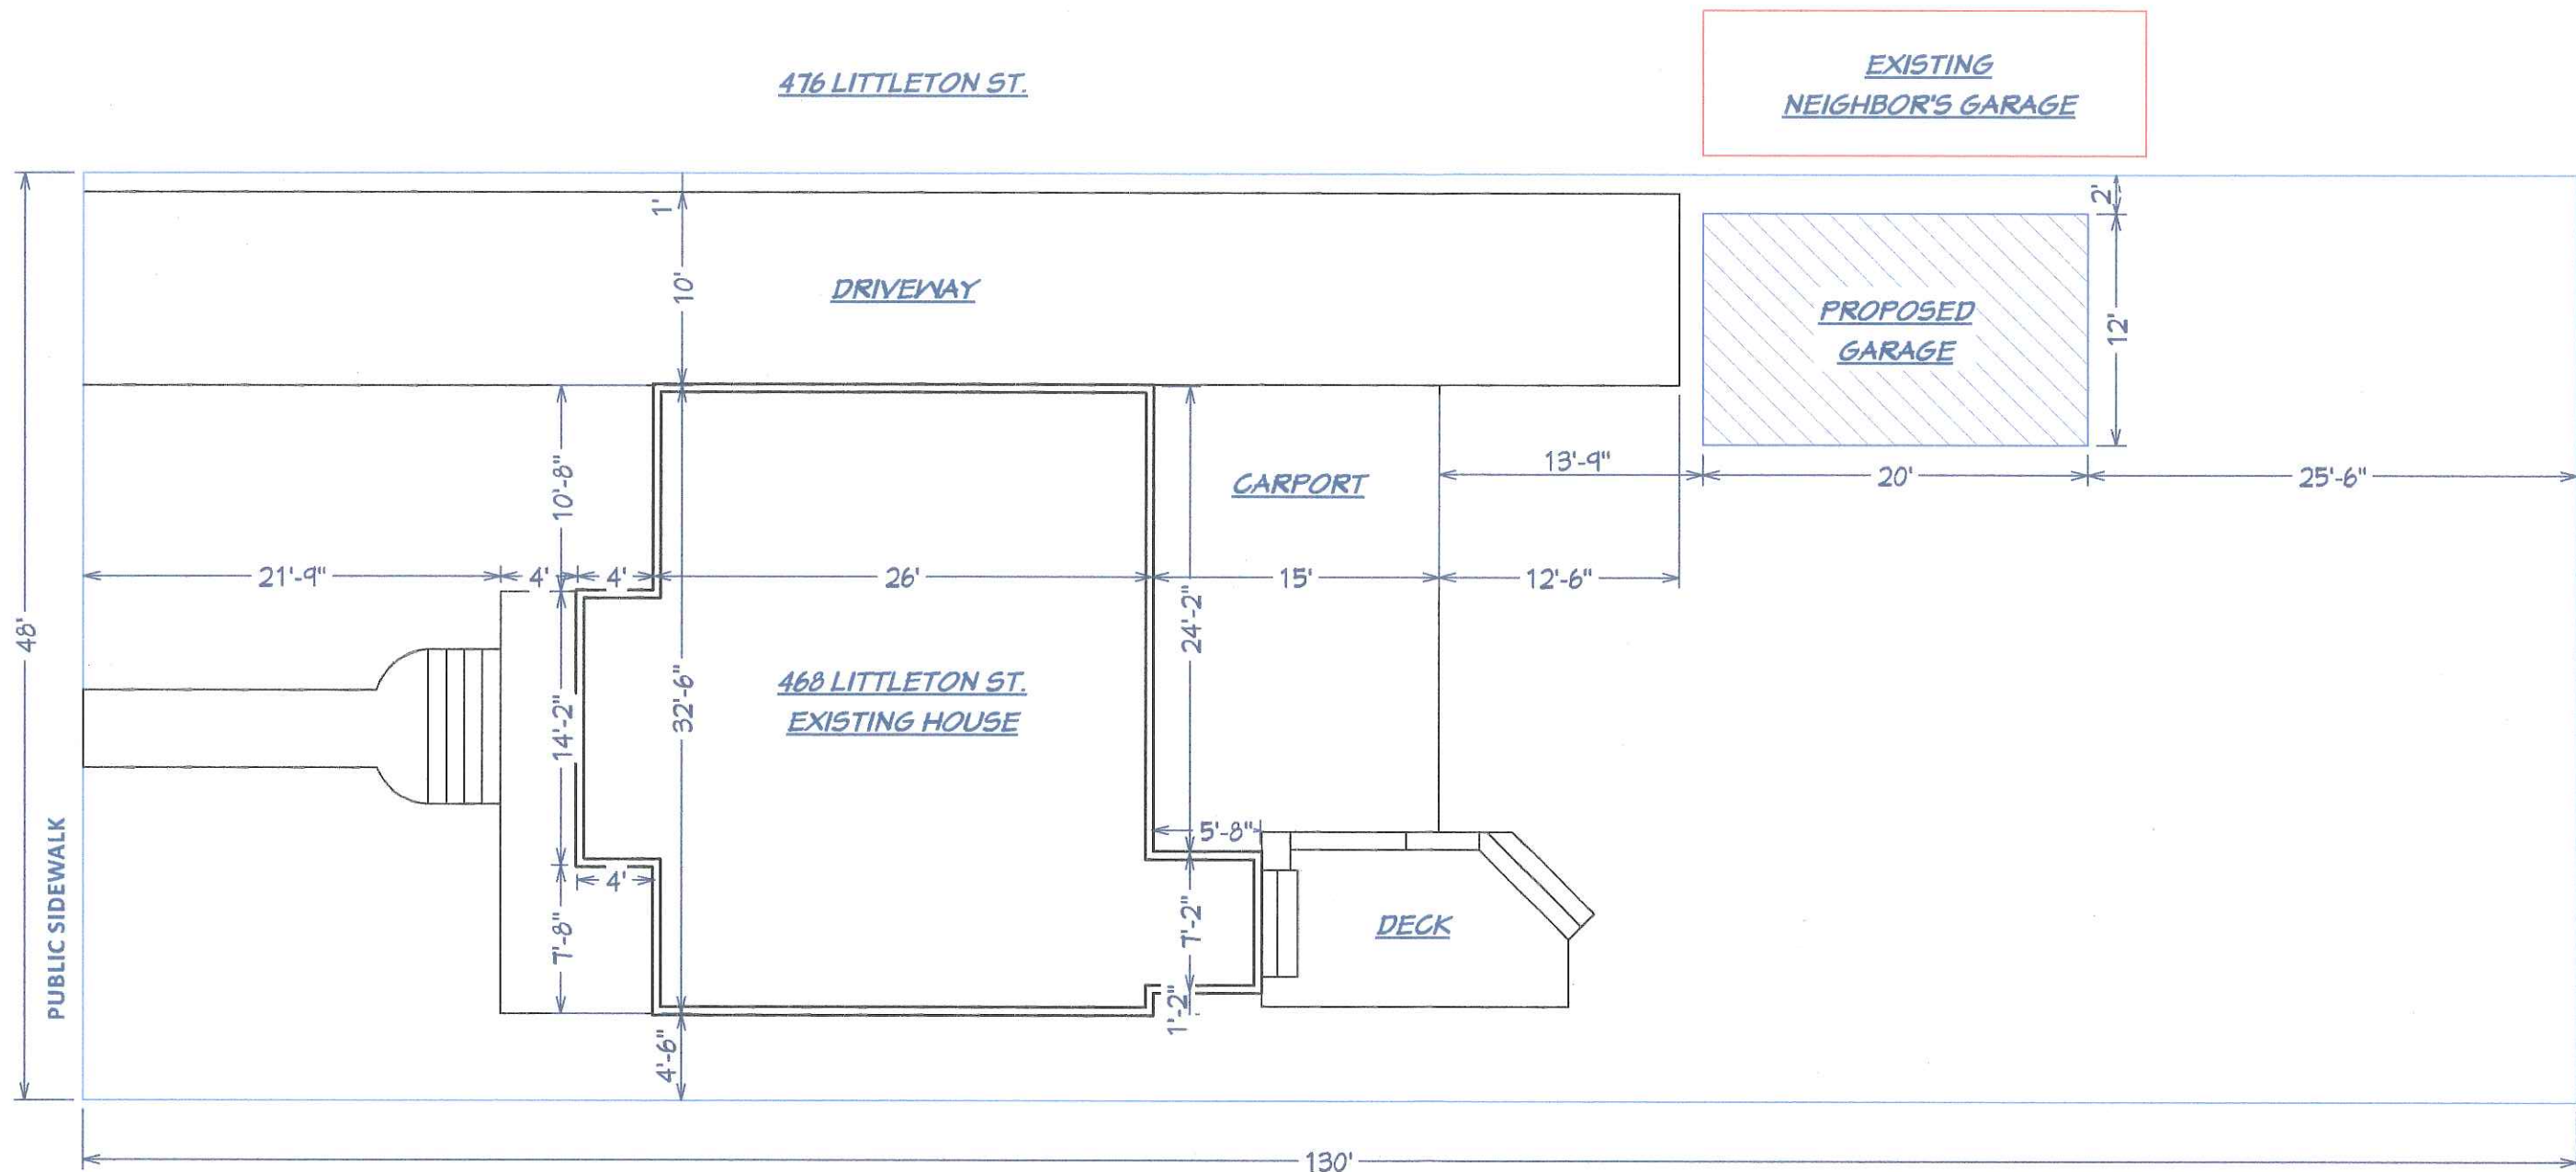 476 LITTLETON ST.
EXISTING
NEIGHBOR'S GARAGE
2'
1'
10'
DRIVEWAY
PROPOSED
GARAGE
12'
10'-8"
CARPORT
13'-9"
20'
25'-6"
21'-9"
4'
4'
26'
15'
12'-6"
24'-2"
48'
14'-2"
32'-6"
468 LITTLETON ST.
EXISTING HOUSE
5'-8"
4'
7'-8"
7'-2"
DECK
PUBLIC SIDEWALK
1'-2"
4'-6"
130'